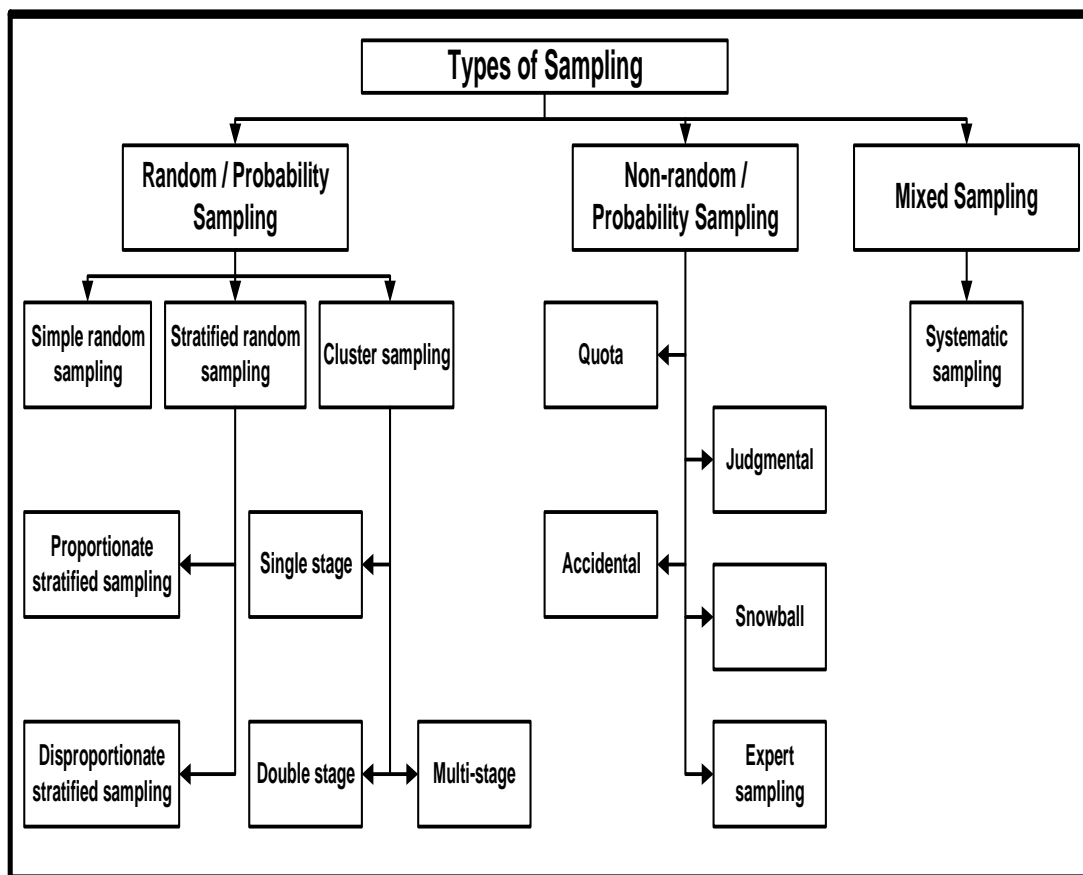 Types of Sampling
Random / Probability
Sampling
Non-random /
Probability Sampling
Mixed Sampling
Simple random
sampling
Stratified random
sampling
Cluster sampling
Quota
Systematic
sampling
Judgmental
Proportionate
stratified sampling
Single stage
Accidental
Snowball
Disproportionate
stratified sampling
Double stage
Multi-stage
Expert
sampling